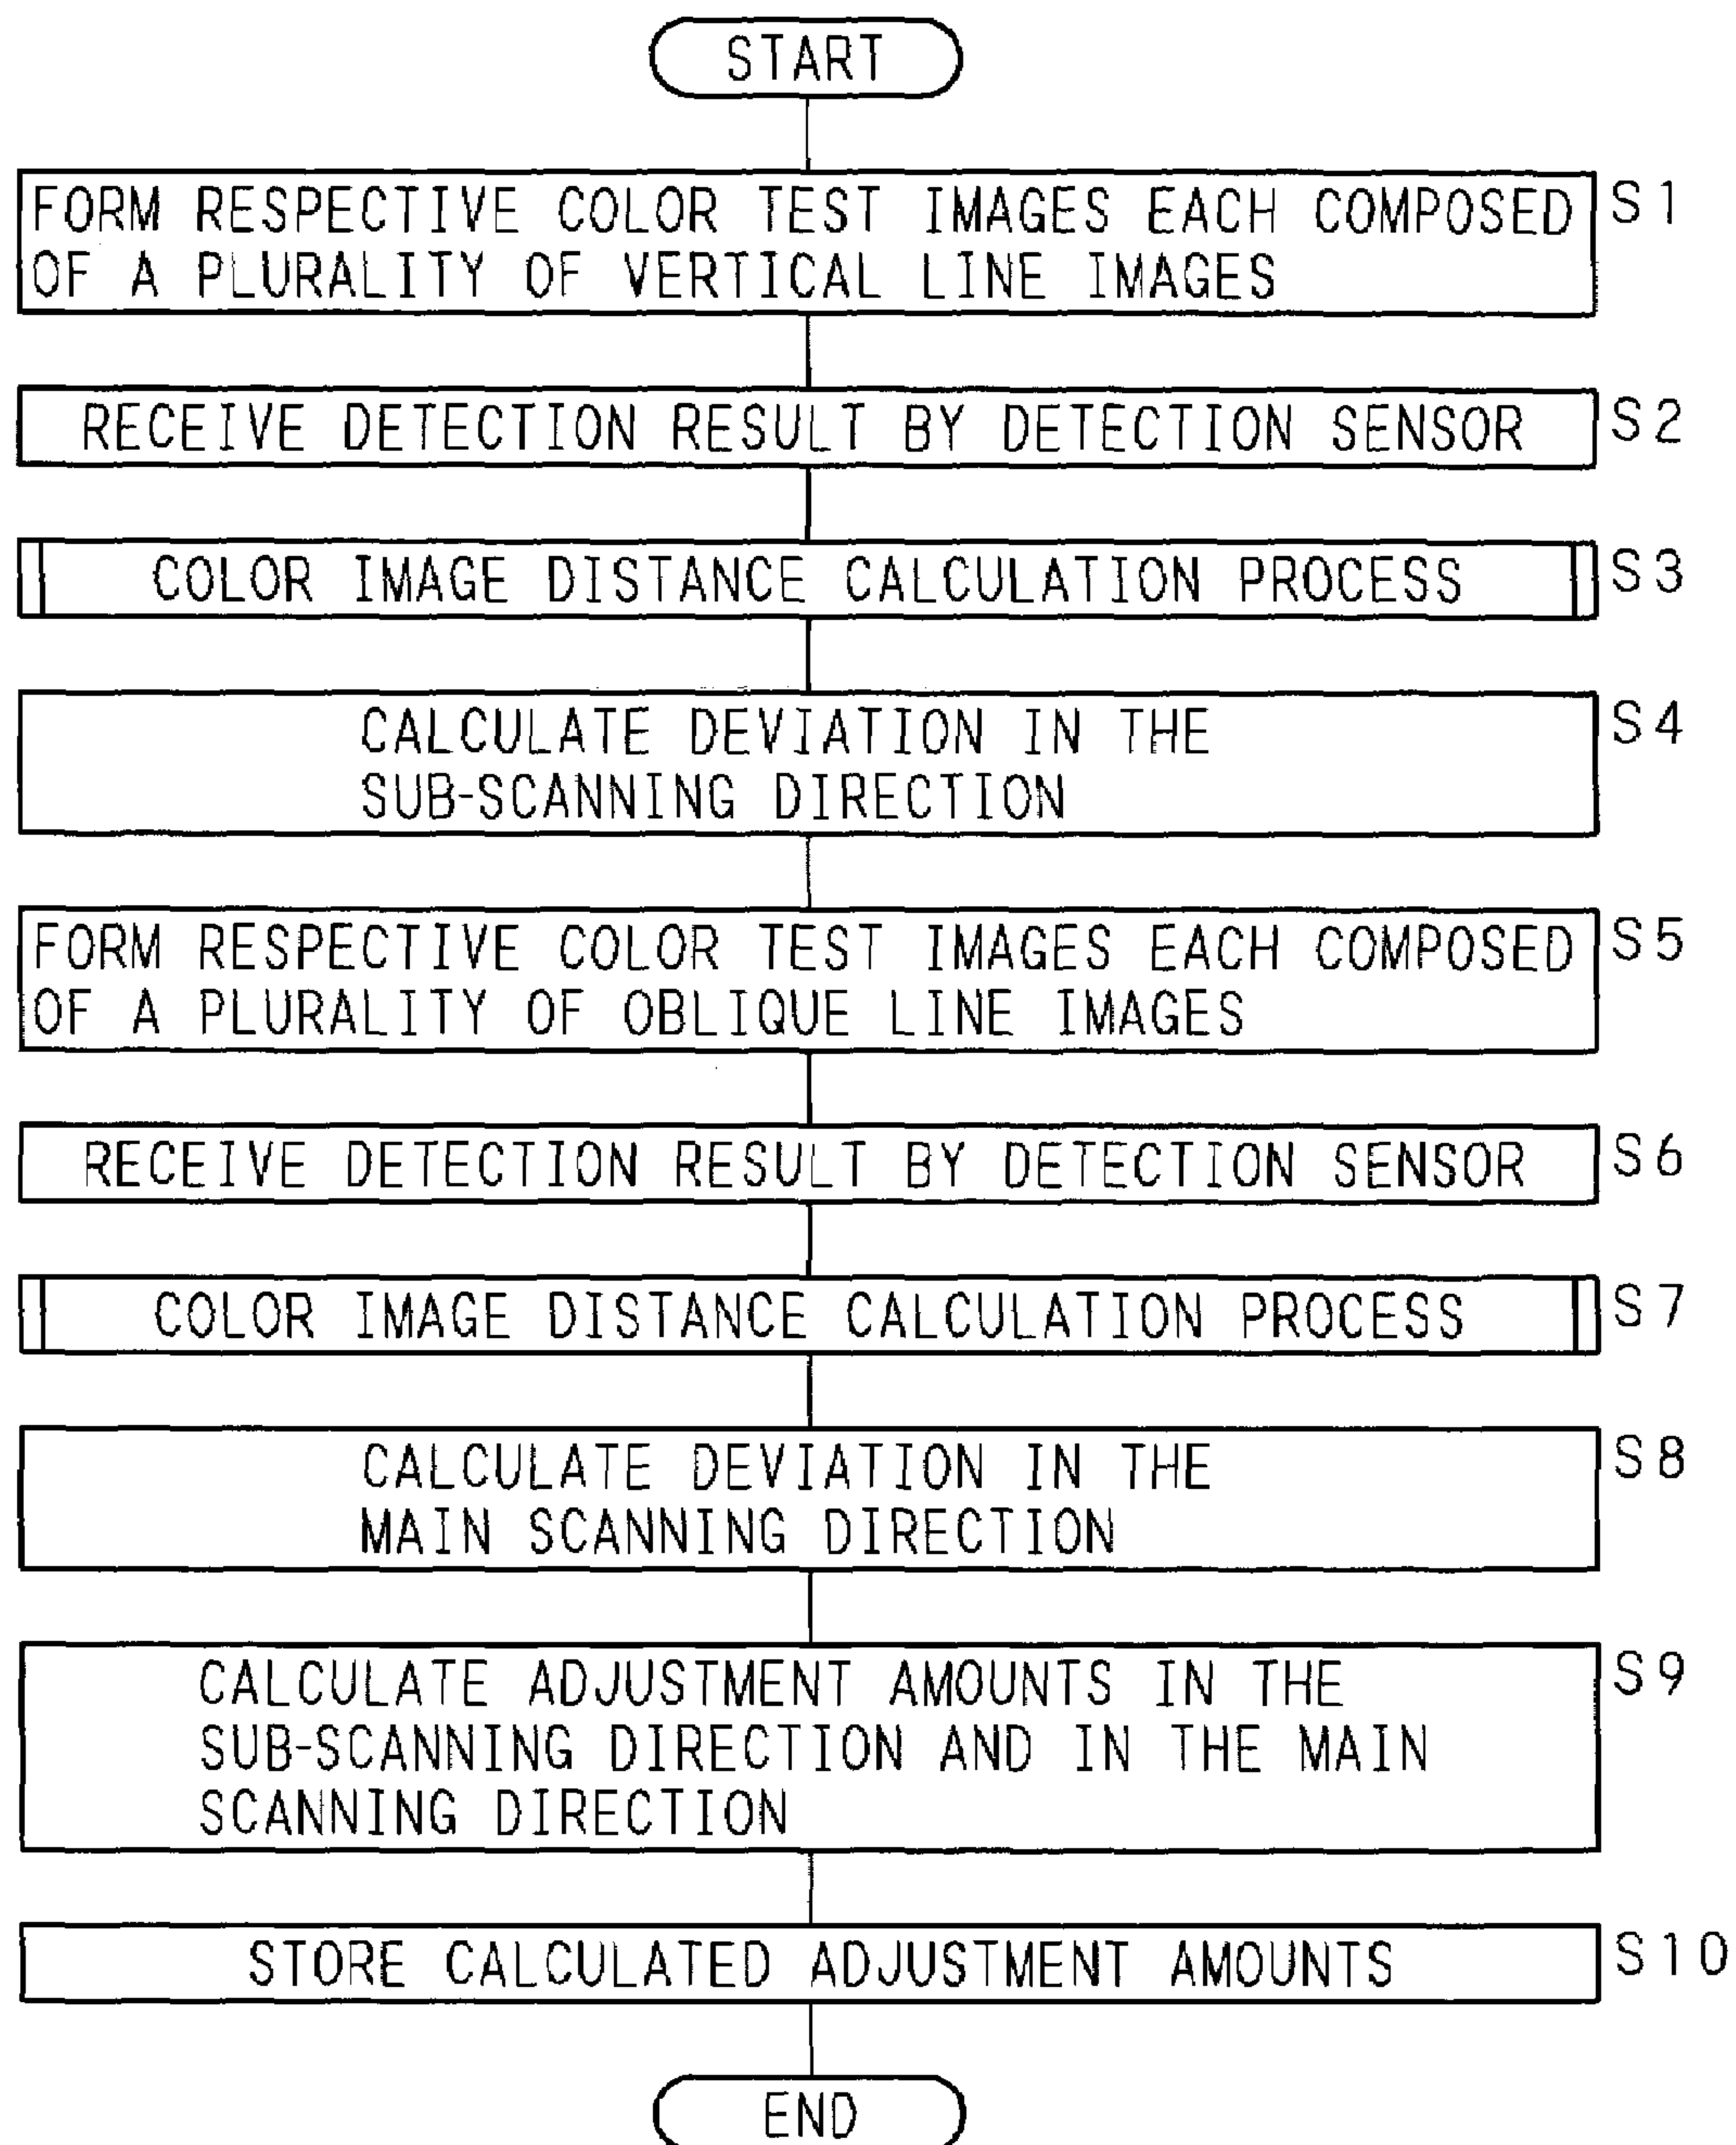 START
FORM RESPECTIVE COLOR TEST IMAGES EACH COMPOSED
OF A PLURALITY OF VERTICAL LINE IMAGES
S1
RECEIVE DETECTION RESULT BY DETECTION SENSOR
S2
COLOR IMAGE DISTANCE CALCULATION PROCESS
S3
CALCULATE DEVIATION IN THE
SUB-SCANNING DIRECTION
S4
FORM RESPECTIVE COLOR TEST IMAGES EACH COMPOSED
OF A PLURALITY OF OBLIQUE LINE IMAGES
S5
RECEIVE DETECTION RESULT BY DETECTION SENSOR
S6
COLOR IMAGE DISTANCE CALCULATION PROCESS
S7
CALCULATE DEVIATION IN THE
MAIN SCANNING DIRECTION
S8
CALCULATE ADJUSTMENT AMOUNTS IN THE
SUB-SCANNING DIRECTION AND IN THE MAIN
SCANNING DIRECTION
S9
STORE CALCULATED ADJUSTMENT AMOUNTS
S10
END